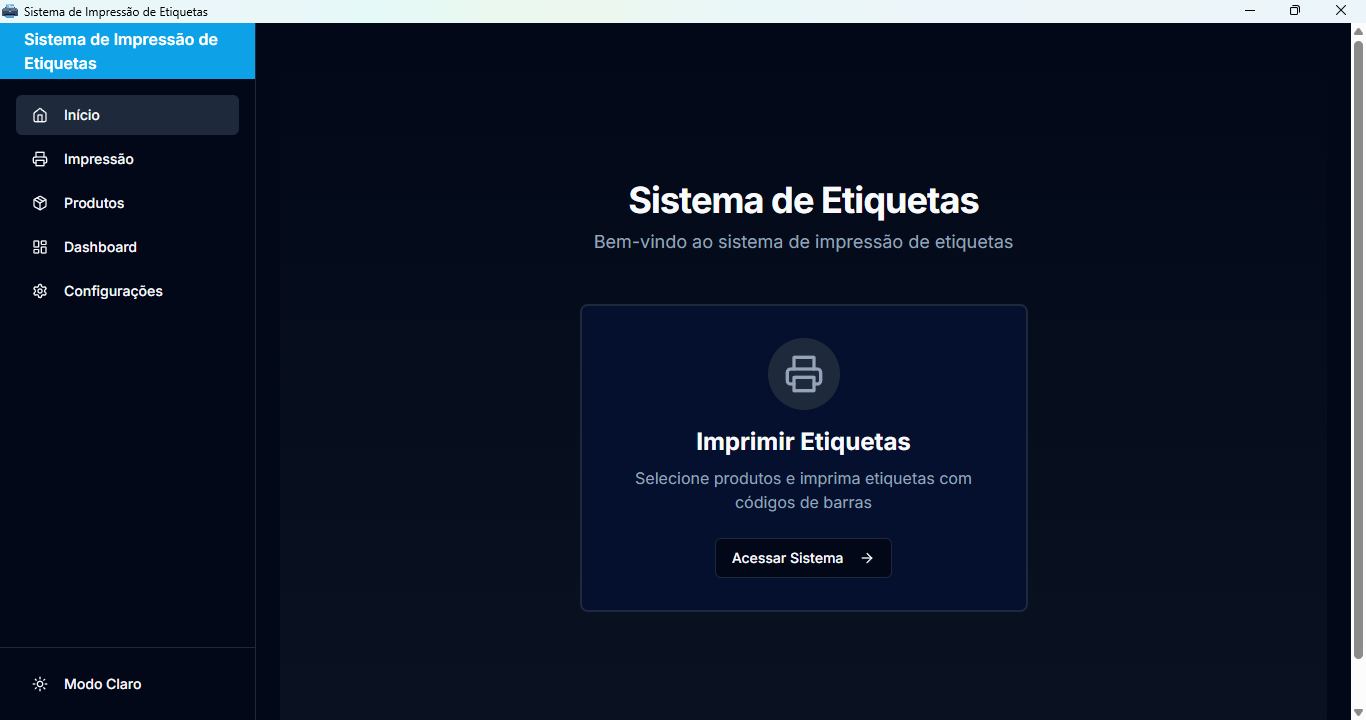 Sistema de Impressão de Etiquetas
Sistema de Impressão de
Etiquetas
Início
Impressão
Produtos
Dashboard
Configurações
Modo Claro
Sistema de Etiquetas
Bem-vindo ao sistema de impressão de etiquetas
Imprimir Etiquetas
Selecione produtos e imprima etiquetas com
códigos de barras
Acessar Sistema